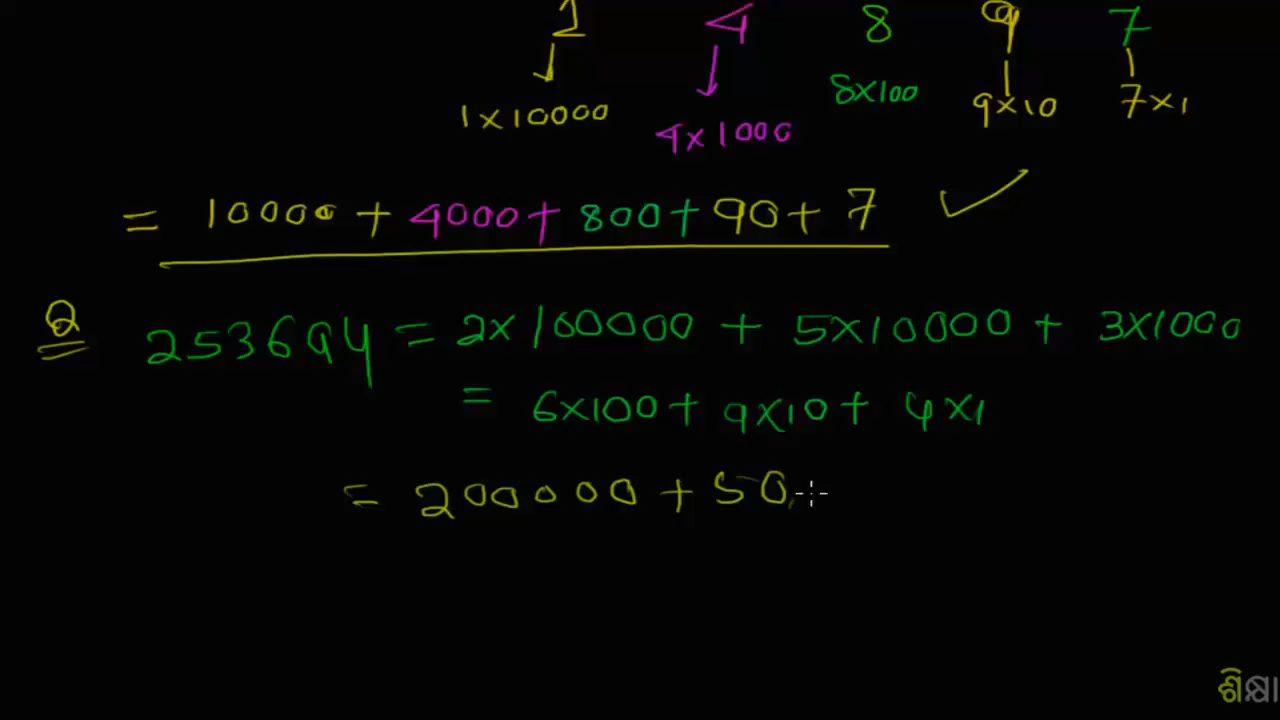 1 4 8 9 7
1x10000 4x1000 8x100 9x10 7x1
= 10000 + 4000 + 800 + 90 + 7 ✓
Q 253694 = 2x100000 + 5x10000 + 3x1000
= 6x100 + 9x10 + 4x1
= 200000 + 50
ଶିକ୍ଷା